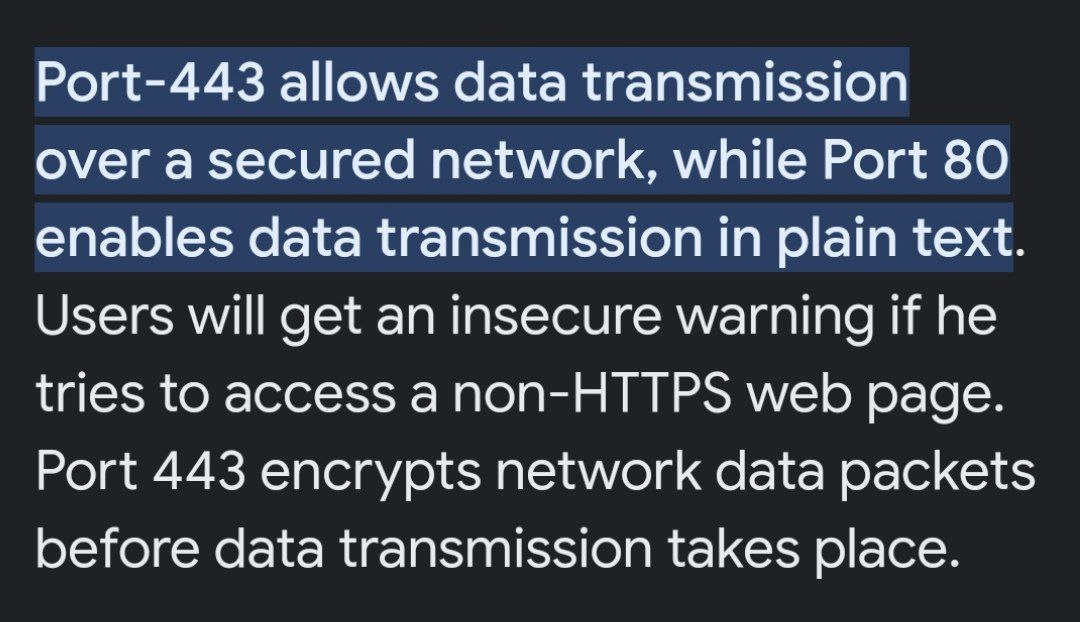 Port-443 allows data transmission
over a secured network, while Port 80
enables data transmission in plain text.
Users will get an insecure warning if he
tries to access a non-HTTPS web page.
Port 443 encrypts network data packets
before data transmission takes place.